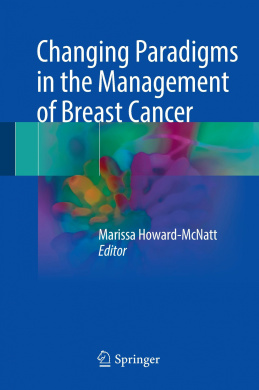 Changing Paradigms
in the Management
of Breast Cancer
Marissa Howard-McNatt
Editor
Springer